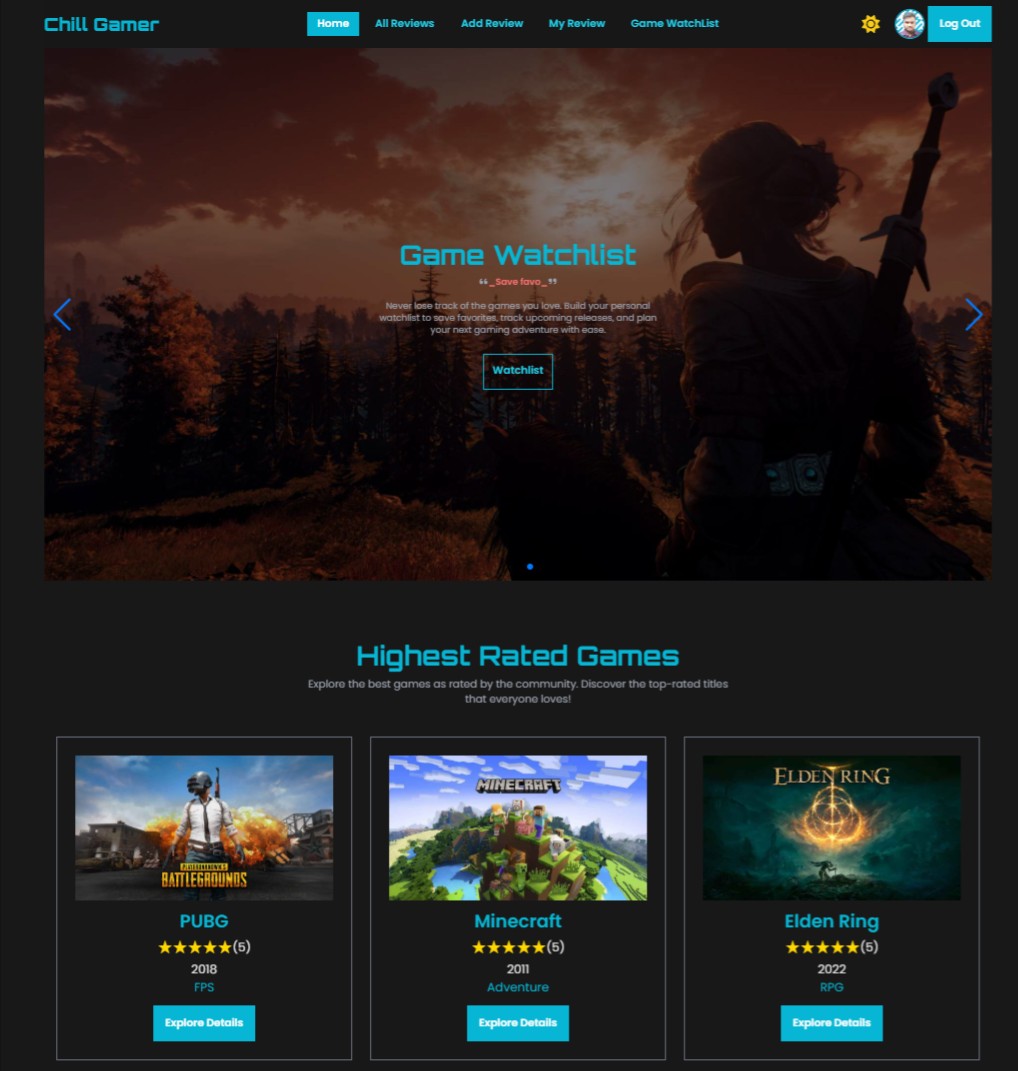 Chill Gamer
Home All Reviews Add Review My Review Game WatchList Log Out
Game Watchlist
“ _Save favo_ ”
Never lose track of the games you love. Build your personal
watchlist to save favorites, track upcoming releases, and plan
your next gaming adventure with ease.
Watchlist
Highest Rated Games
Explore the best games as rated by the community. Discover the top-rated titles
that everyone loves!
PLAYERUNKNOWN'S
BATTLEGROUNDS
MINECRAFT
ELDEN RING
PUBG Minecraft Elden Ring
★★★★★(5) ★★★★★(5) ★★★★★(5)
2018 2011 2022
FPS Adventure RPG
Explore Details Explore Details Explore Details